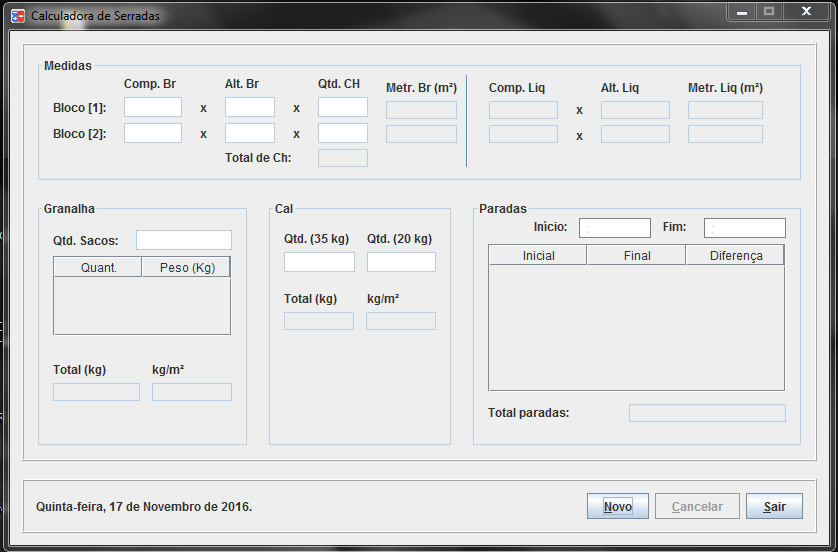 Calculadora de Serradas
Medidas
Comp. Br Alt. Br Qtd. CH Metr. Br (m²) Comp. Liq Alt. Liq Metr. Liq (m²)
Bloco [1]: x x x
Bloco [2]: x x x
Total de Ch:
Granalha
Qtd. Sacos:
Quant. Peso (Kg)
Total (kg) kg/m²
Cal
Qtd. (35 kg) Qtd. (20 kg)
Total (kg) kg/m²
Paradas
Início: : Fim: :
Inicial Final Diferença
Total paradas:
Quinta-feira, 17 de Novembro de 2016.
Novo Cancelar Sair